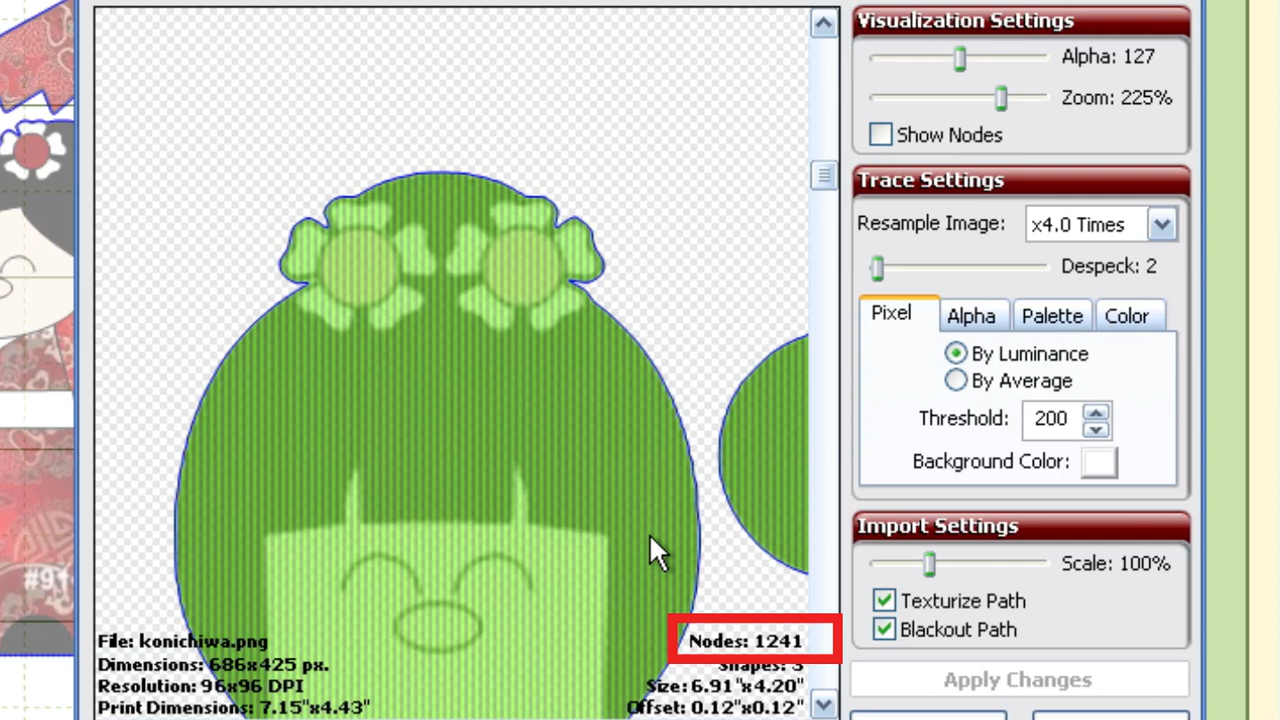 Visualization Settings
Alpha: 127
Zoom: 225%
Show Nodes
Trace Settings
Resample Image: x4.0 Times
Despeck: 2
Pixel Alpha Palette Color
By Luminance
By Average
Threshold: 200
Background Color:
Import Settings
Scale: 100%
Texturize Path
Blackout Path
Apply Changes
File: konichiwa.png
Dimensions: 686x425 px.
Resolution: 96x96 DPI
Print Dimensions: 7.15"x4.43"
Nodes: 1241
Shapes: 3
Size: 6.91"x4.20"
Offset: 0.12"x0.12"